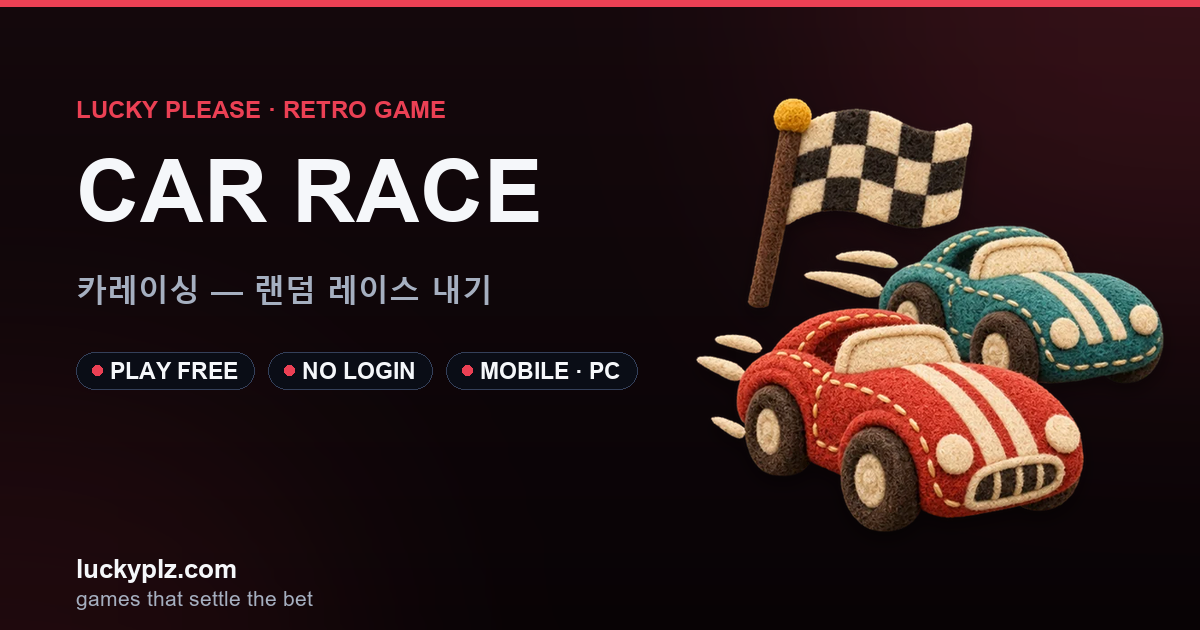 LUCKY PLEASE · RETRO GAME
CAR RACE
카레이싱 — 랜덤 레이스 내기
PLAY FREE
NO LOGIN
MOBILE · PC
luckyplz.com
games that settle the bet